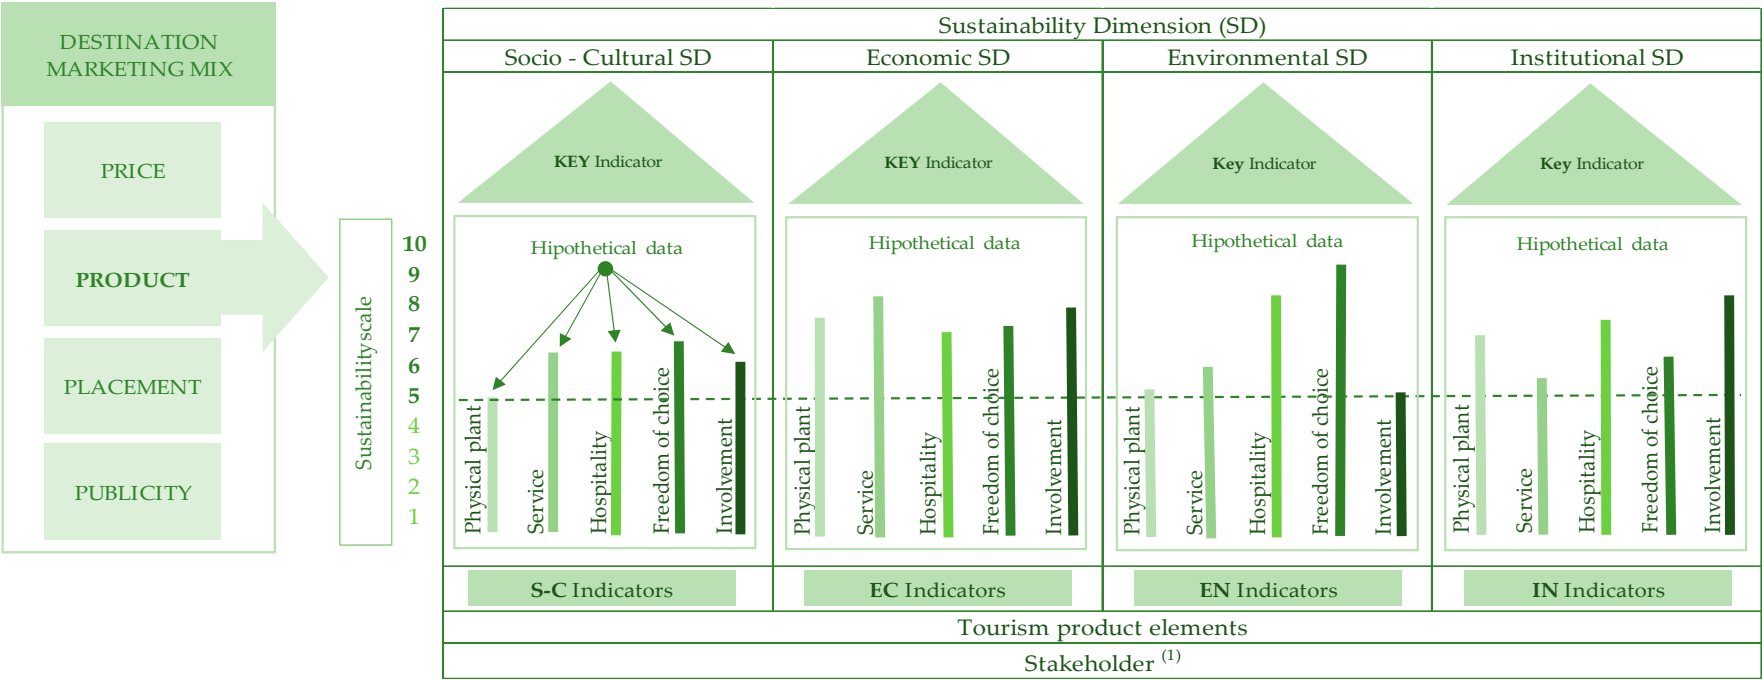 DESTINATION
MARKETING MIX
PRICE
PRODUCT
PLACEMENT
PUBLICITY
Sustainability scale
10
9
8
7
6
5
4
3
2
1
Sustainability Dimension (SD)
Socio - Cultural SD
Economic SD
Environmental SD
Institutional SD
KEY Indicator
KEY Indicator
Key Indicator
Key Indicator
Hipothetical data
Physical plant
Service
Hospitality
Freedom of choice
Involvement
Hipothetical data
Physical plant
Service
Hospitality
Freedom of choice
Involvement
Hipothetical data
Physical plant
Service
Hospitality
Freedom of choice
Involvement
Hipothetical data
Physical plant
Service
Hospitality
Freedom of choice
Involvement
S-C Indicators
EC Indicators
EN Indicators
IN Indicators
Tourism product elements
Stakeholder (1)